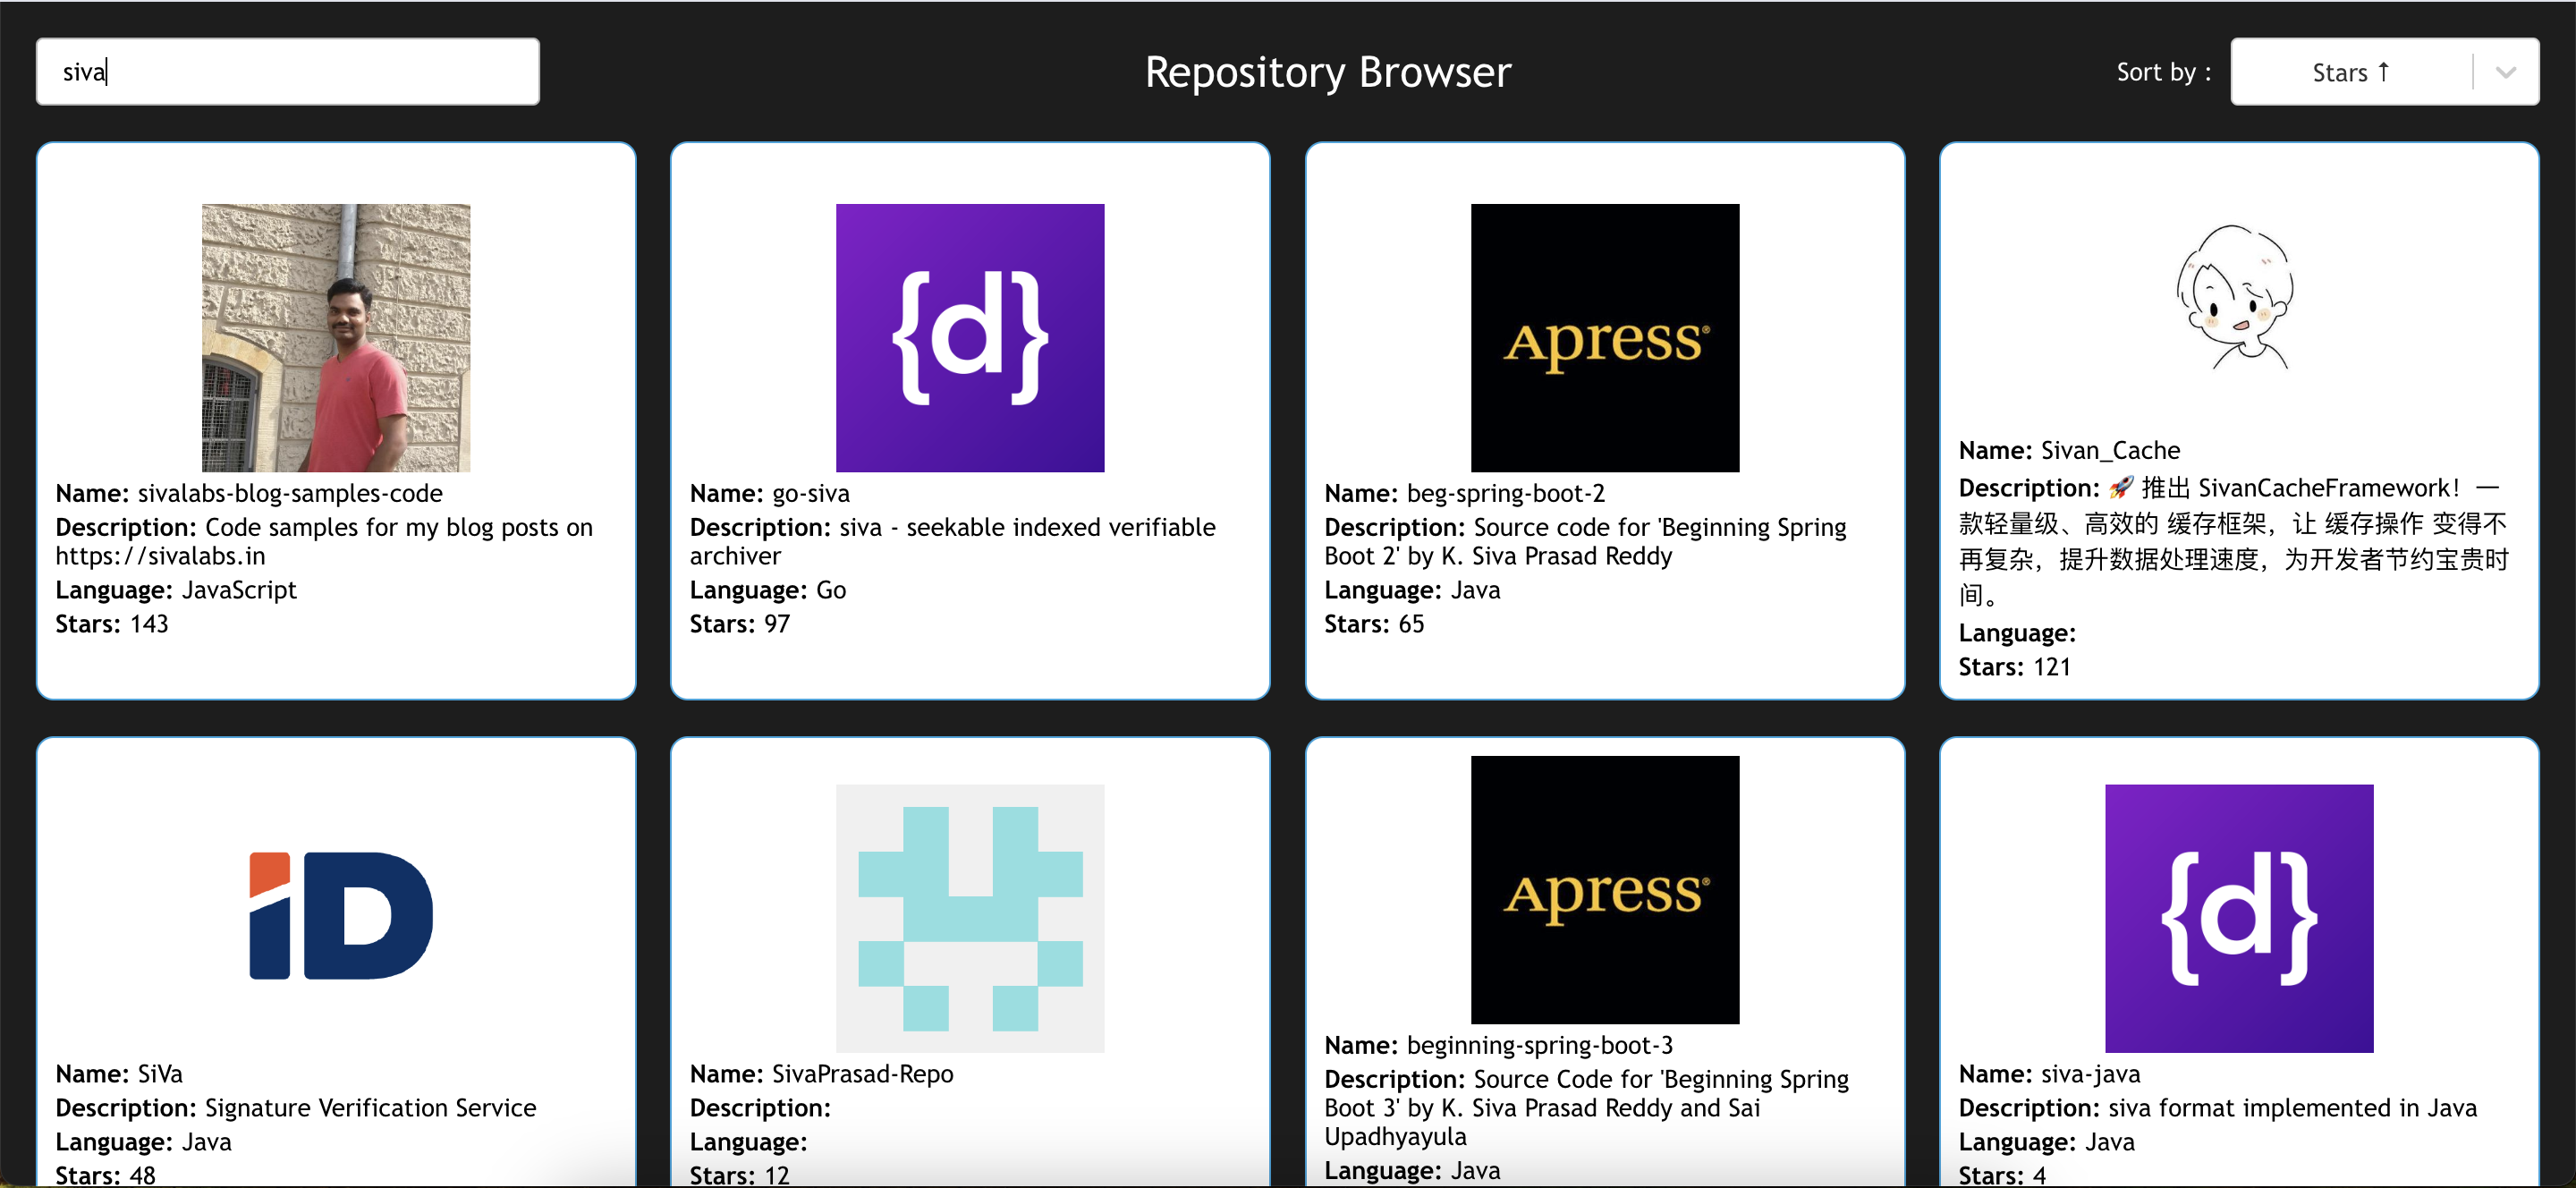 siva
Repository Browser
Sort by :
Stars ↑
Name: sivalabs-blog-samples-code
Description: Code samples for my blog posts on
https://sivalabs.in
Language: JavaScript
Stars: 143
{d}
Name: go-siva
Description: siva - seekable indexed verifiable
archiver
Language: Go
Stars: 97
Apress®
Name: beg-spring-boot-2
Description: Source code for 'Beginning Spring
Boot 2' by K. Siva Prasad Reddy
Language: Java
Stars: 65
Name: Sivan_Cache
Description: 🚀 推出 SivanCacheFramework！一
款轻量级、高效的 缓存框架，让 缓存操作 变得不
再复杂，提升数据处理速度，为开发者节约宝贵时
间。
Language:
Stars: 121
iD
Name: SiVa
Description: Signature Verification Service
Language: Java
Stars: 48
Name: SivaPrasad-Repo
Description:
Language:
Stars: 12
Apress®
Name: beginning-spring-boot-3
Description: Source Code for 'Beginning Spring
Boot 3' by K. Siva Prasad Reddy and Sai
Upadhyayula
Language: Java
{d}
Name: siva-java
Description: siva format implemented in Java
Language: Java
Stars: 4